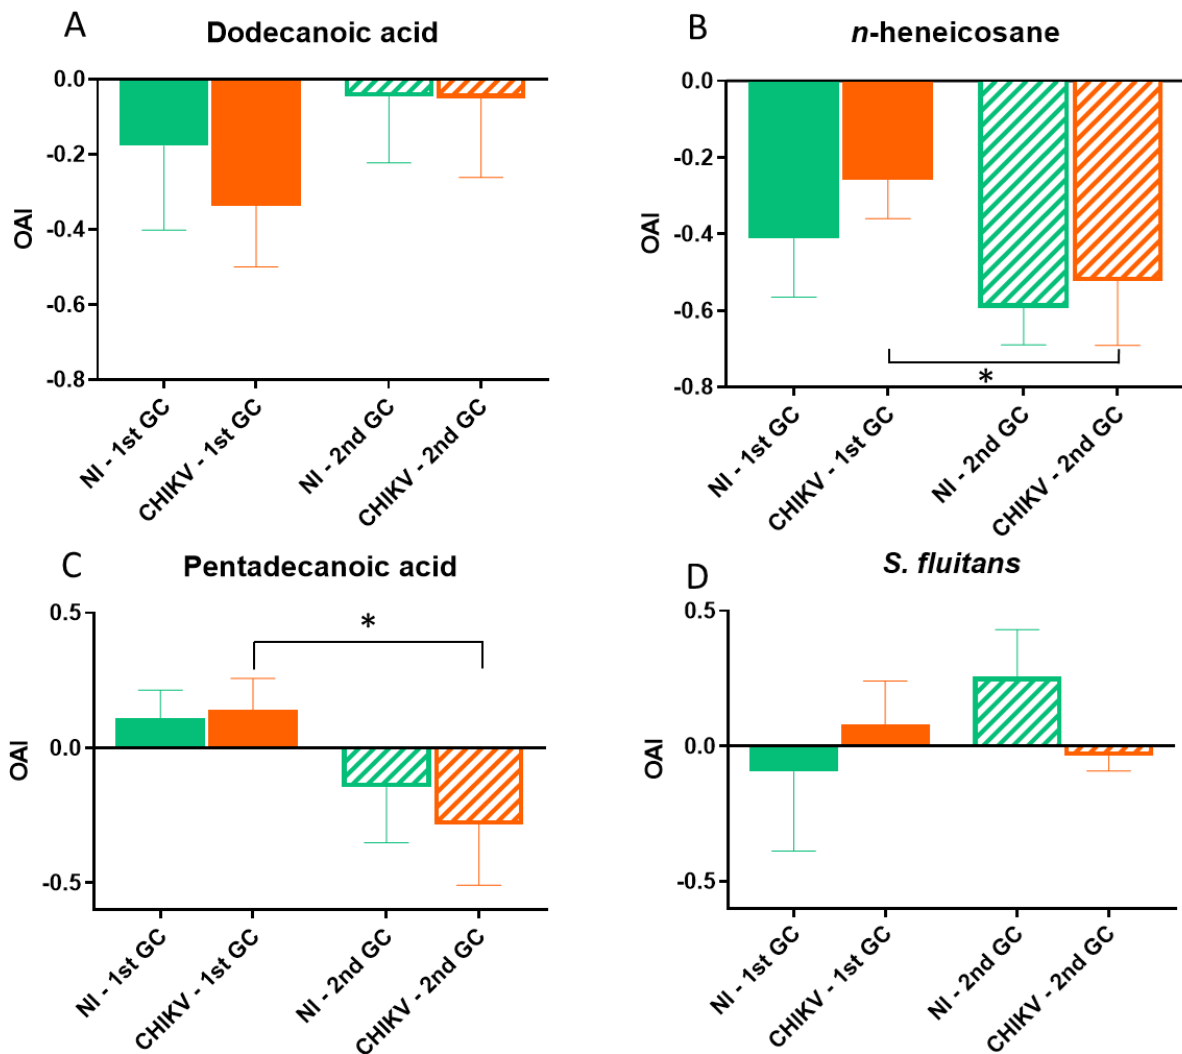 A
Dodecanoic acid
0.0
-0.2
-0.4
-0.6
-0.8
OAI
NI - 1st GC
CHIKV - 1st GC
NI - 2nd GC
CHIKV - 2nd GC
B
n-heneicosane
0.0
-0.2
-0.4
-0.6
-0.8
OAI
*
NI - 1st GC
CHIKV - 1st GC
NI - 2nd GC
CHIKV - 2nd GC
C
Pentadecanoic acid
0.5
0.0
-0.5
OAI
*
NI - 1st GC
CHIKV - 1st GC
NI - 2nd GC
CHIKV - 2nd GC
D
S. fluitans
0.5
0.0
-0.5
OAI
NI - 1st GC
CHIKV - 1st GC
NI - 2nd GC
CHIKV - 2nd GC